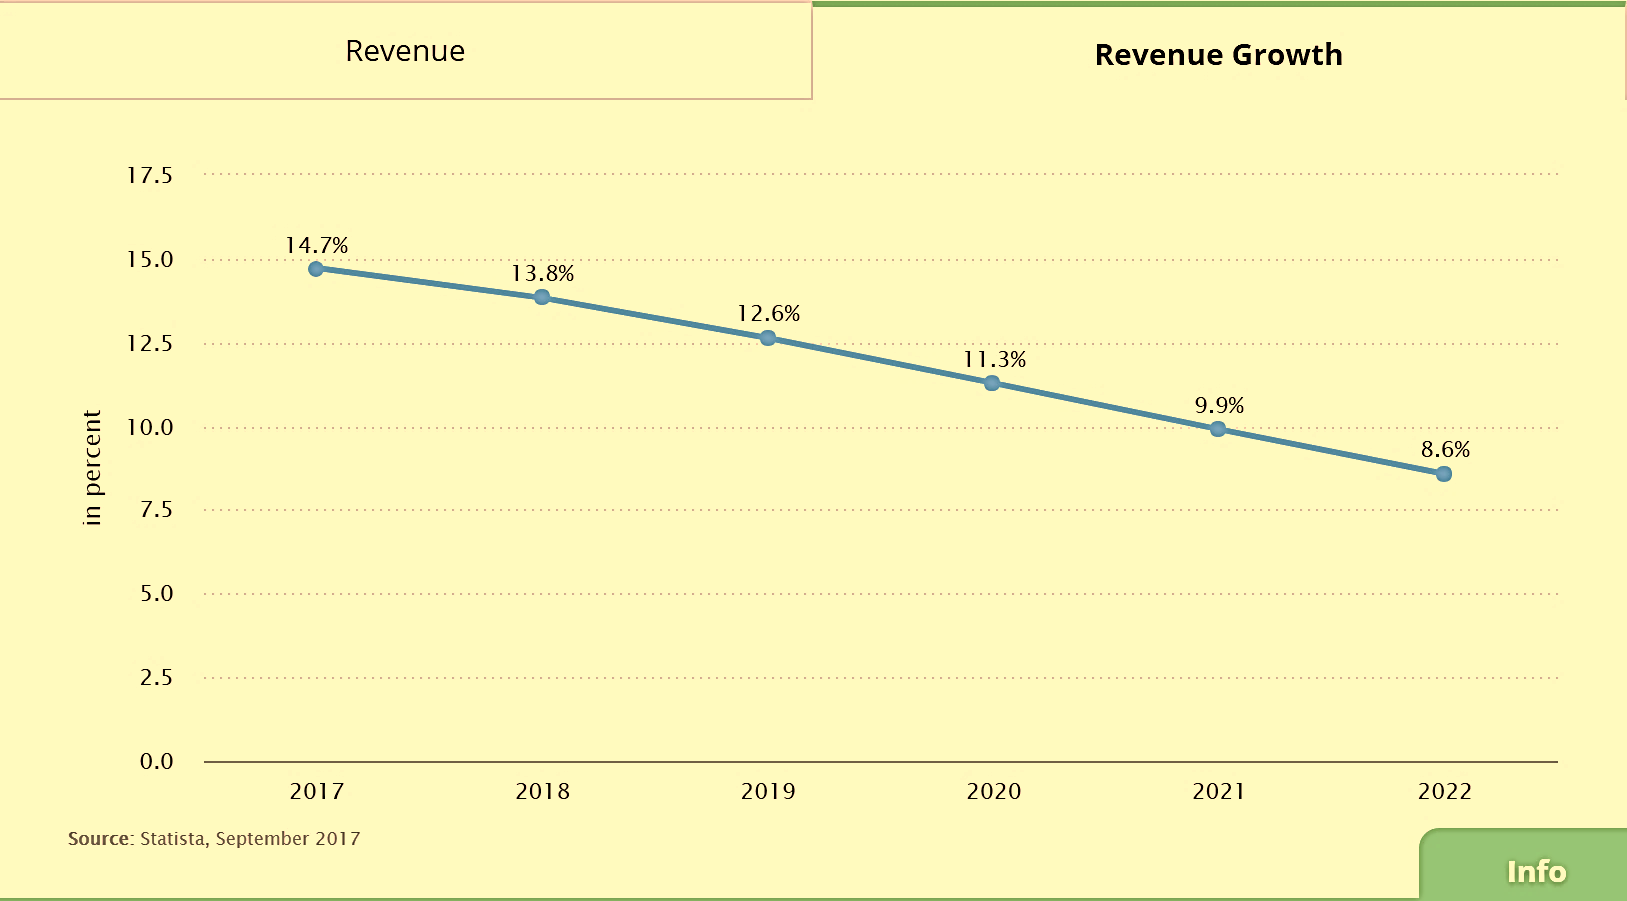 Revenue
Revenue Growth
17.5
15.0
12.5
10.0
7.5
5.0
2.5
0.0
in percent
14.7%
13.8%
12.6%
11.3%
9.9%
8.6%
2017 2018 2019 2020 2021 2022
Source: Statista, September 2017
Info